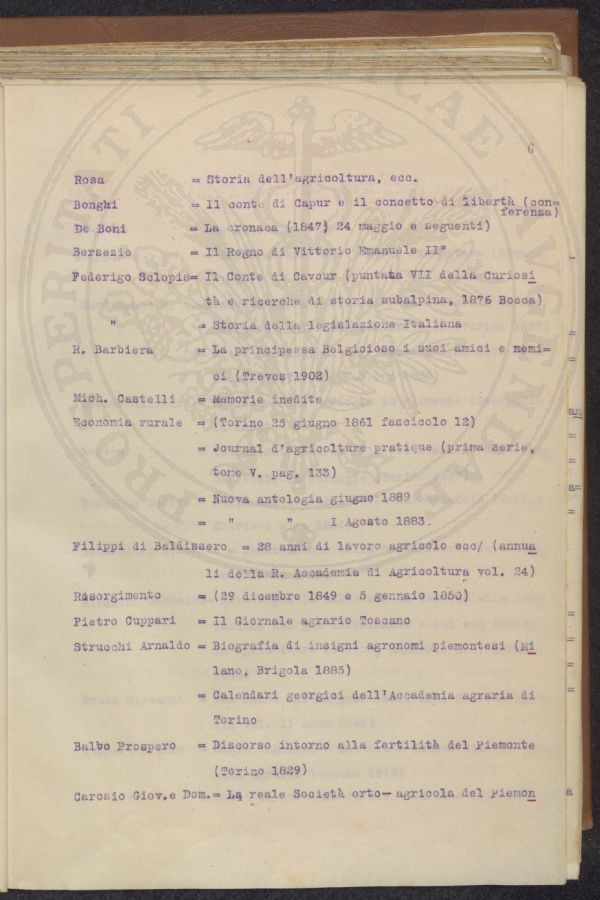 6
Rosa = Storia dell'agricoltura, ecc.
Bonghi = Il conte di Capur e il concetto di libertà (con=
ferenza)
De Boni = La cronaca (1847) 24 maggio e seguenti)
Bersezio = Il Regno di Vittorio Emanuele II°
Federigo Sclopis= Il Conte di Cavour (puntata VII della Curiosi
tà e ricerche di storia subalpina, 1876 Bocca)
" = Storia della legislazione Italiana
R. Barbiera = La principessa Belgioioso i suoi amici e nemi=
ci (Treves 1902)
Mich. Castelli = Memorie inedite
Economia rurale = (Torino 25 giugno 1861 fascicolo 12)
= Journal d'agricolture pratique (prima serie,
tome V. pag. 133)
= Nuova antologia giugno 1889
= " " I Agosto 1883.
Filippi di Baldissero = 28 anni di lavoro agricolo ecc/ (annua
li della R. Accademia di Agricoltura vol. 24)
Risorgimento = (29 dicembre 1849 e 5 gennaio 1850)
Pietro Cuppari = Il Giornale agrario Toscano
Strucchi Arnaldo = Biografia di insigni agronomi piemontesi (Mi
lano, Brigola 1885)
= Calendari georgici dell'Accademia agraria di
Torino
Balbo Prospero = Discorso intorno alla fertilità del Piemonte
(Torino 1829)
Carosio Giov.e Dom.= La reale Società orto- agricola del Piemon
PROSPERITATI PUBLICAE AUGENDAE